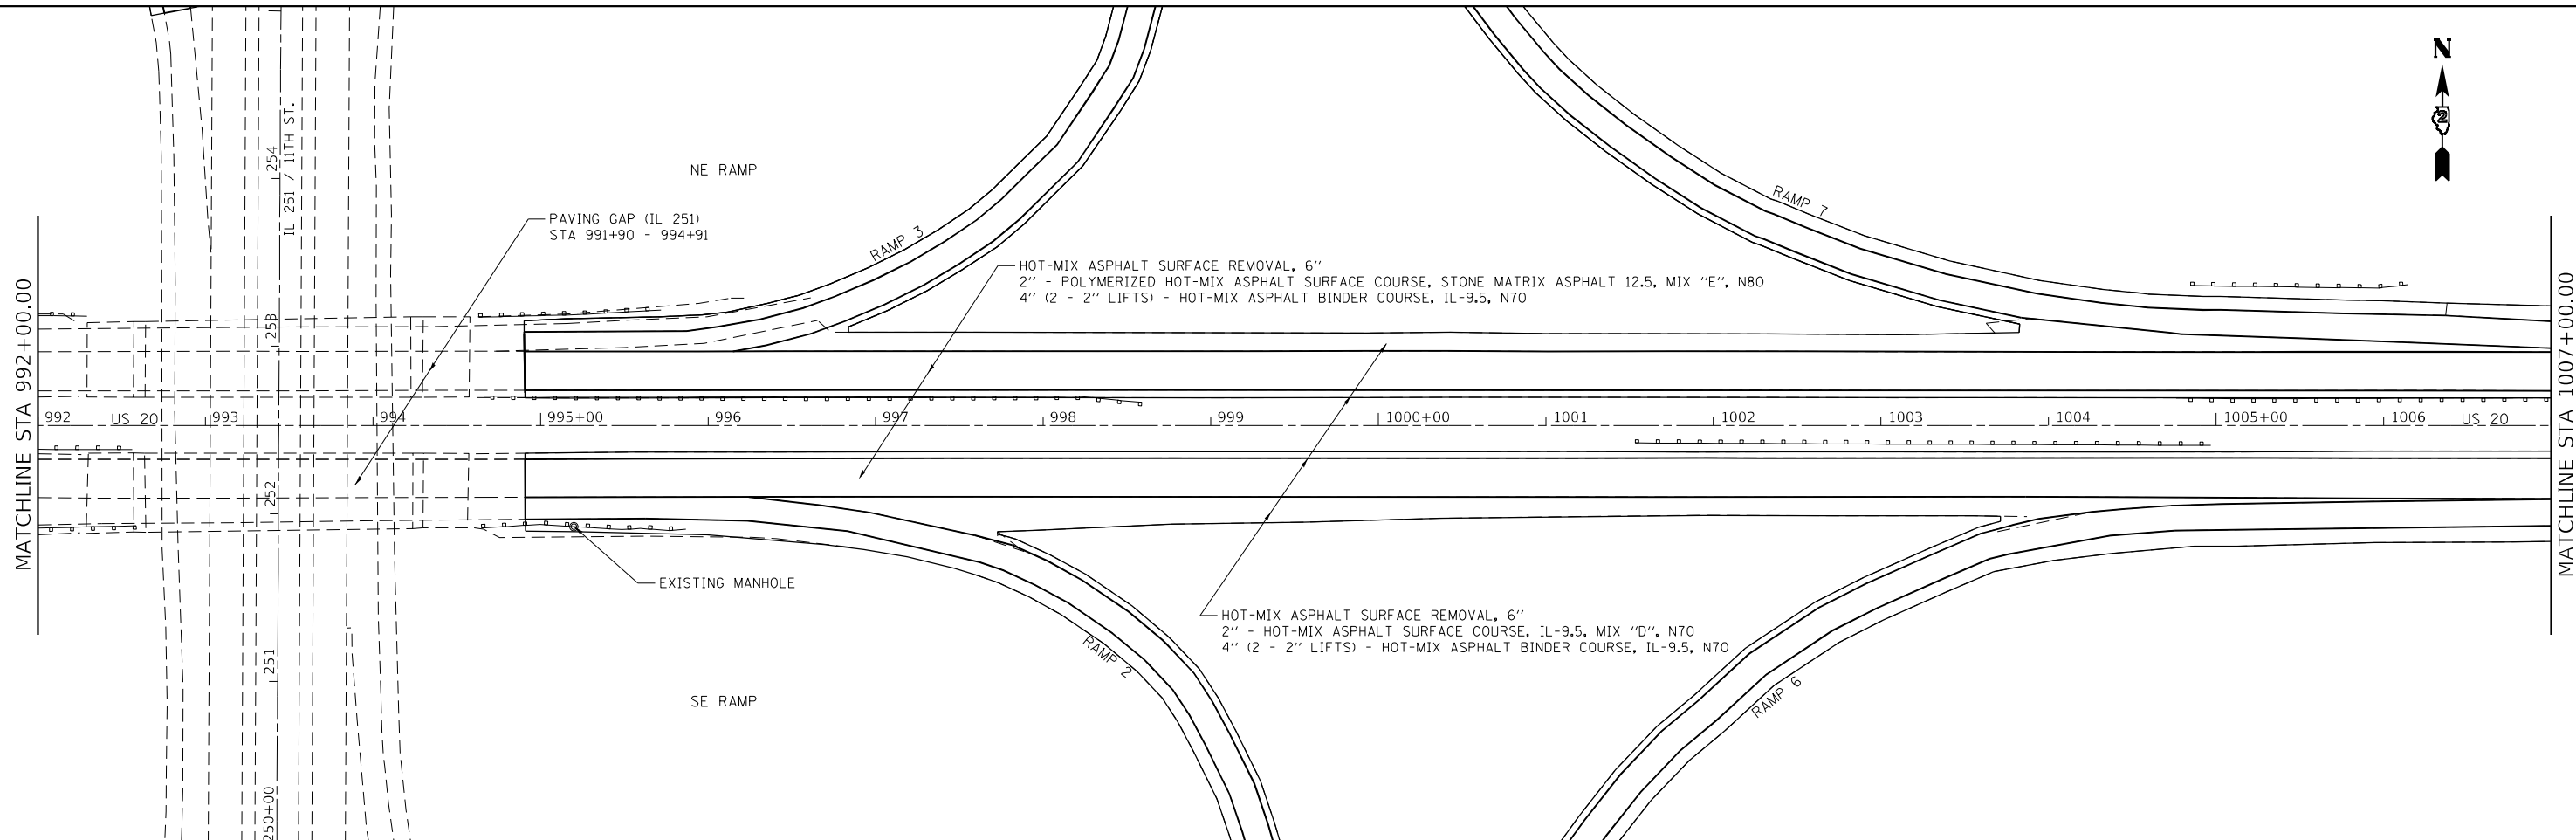 N
2
254
IL 251 / 11TH ST.
NE RAMP
RAMP 7
PAVING GAP (IL 251)
STA 991+90 - 994+91
RAMP 3
HOT-MIX ASPHALT SURFACE REMOVAL, 6"
2" - POLYMERIZED HOT-MIX ASPHALT SURFACE COURSE, STONE MATRIX ASPHALT 12.5, MIX "E", N80
4" (2 - 2" LIFTS) - HOT-MIX ASPHALT BINDER COURSE, IL-9.5, N70
MATCHLINE STA 992+00.00
MATCHLINE STA 1007+00.00
253
992 US 20 993 994 995+00 996 997 998 999 1000+00 1001 1002 1003 1004 1005+00 1006 US 20
252
EXISTING MANHOLE
HOT-MIX ASPHALT SURFACE REMOVAL, 6"
2" - HOT-MIX ASPHALT SURFACE COURSE, IL-9.5, MIX "D", N70
4" (2 - 2" LIFTS) - HOT-MIX ASPHALT BINDER COURSE, IL-9.5, N70
251
RAMP 2
SE RAMP
RAMP 6
250+00